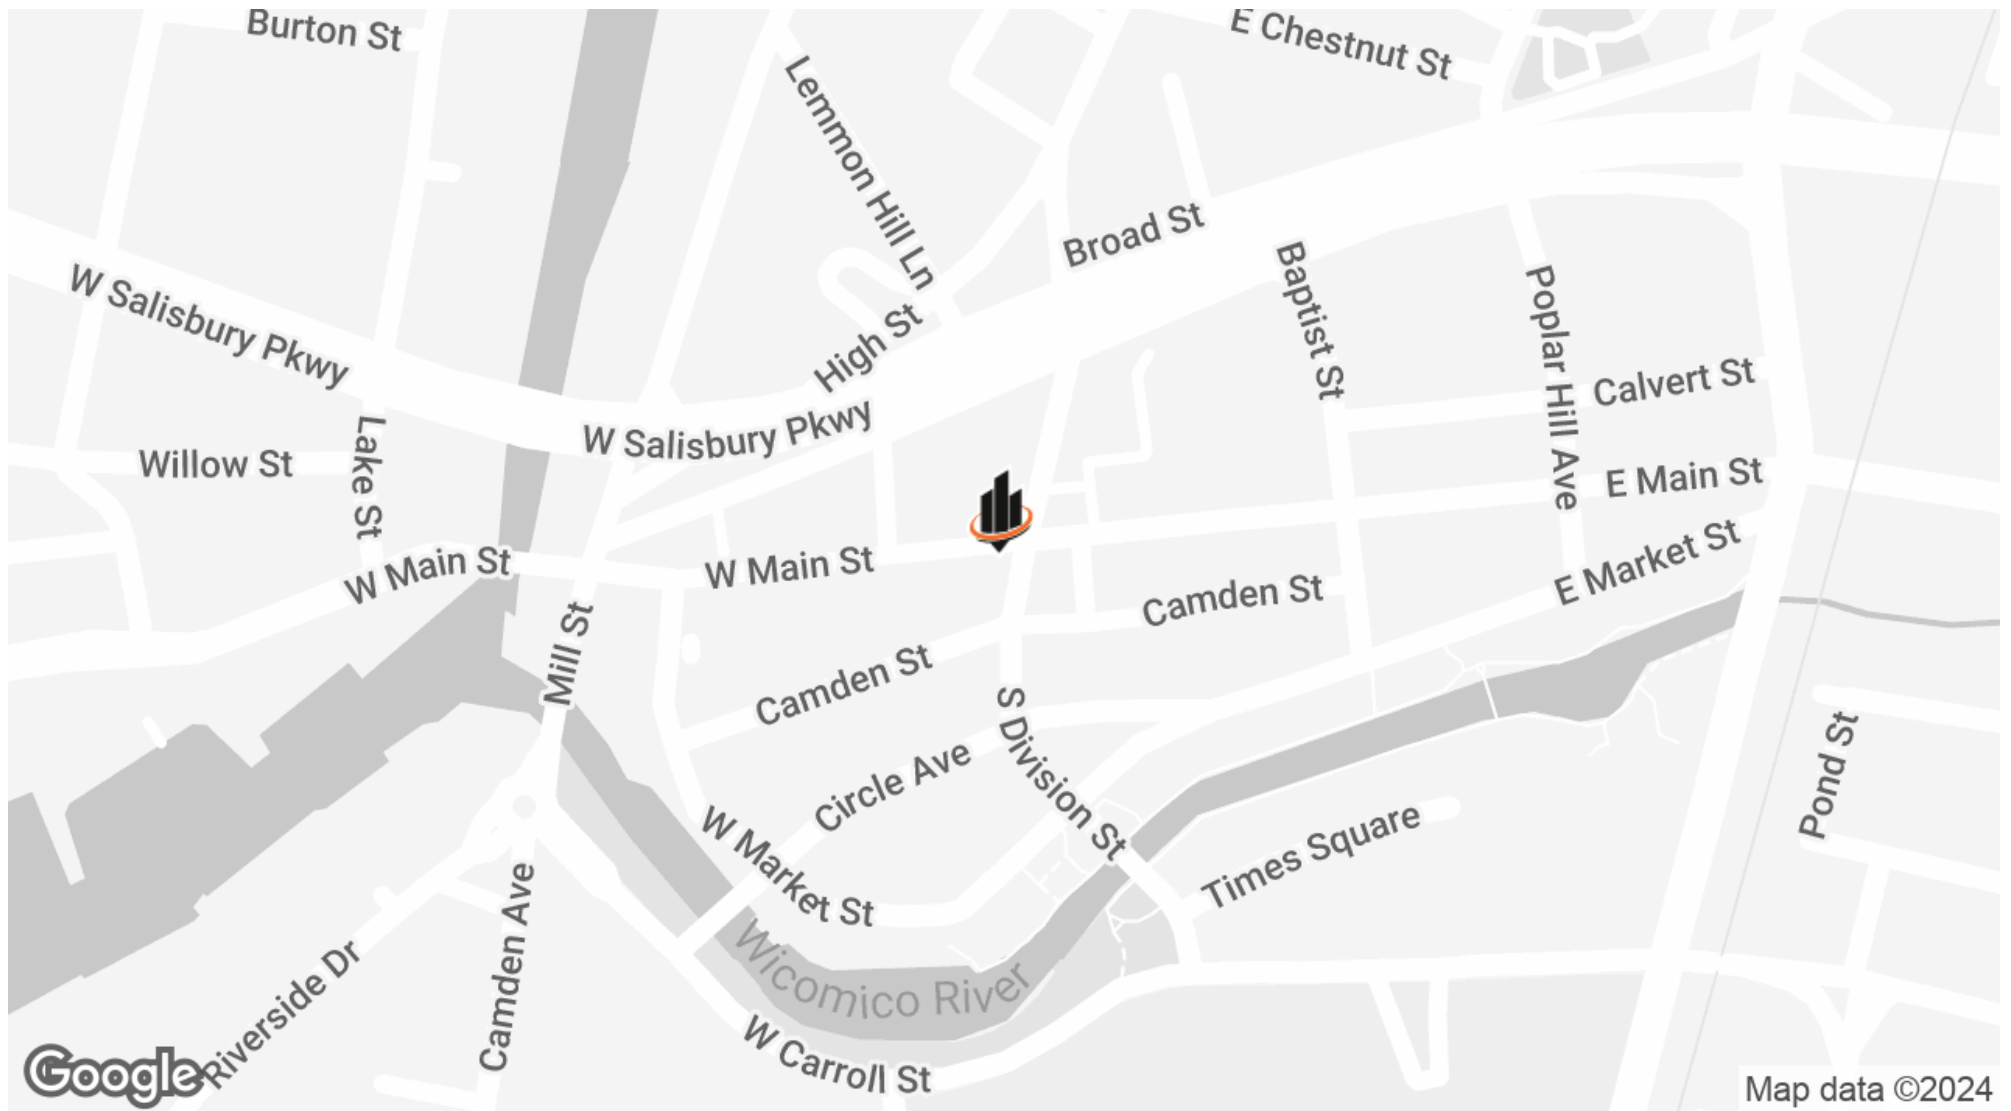 Burton St
E Chestnut St
Lemmon Hill Ln
Broad St
W Salisbury Pkwy
High St
Baptist St
Poplar Hill Ave
Calvert St
W Salisbury Pkwy
Willow St
Lake St
E Main St
W Main St
W Main St
E Market St
Camden St
Mill St
Camden St
S Division St
Circle Ave
Pond St
W Market St
Times Square
Camden Ave
Riverside Dr
Wicomico River
W Carroll St
Google
Map data ©2024